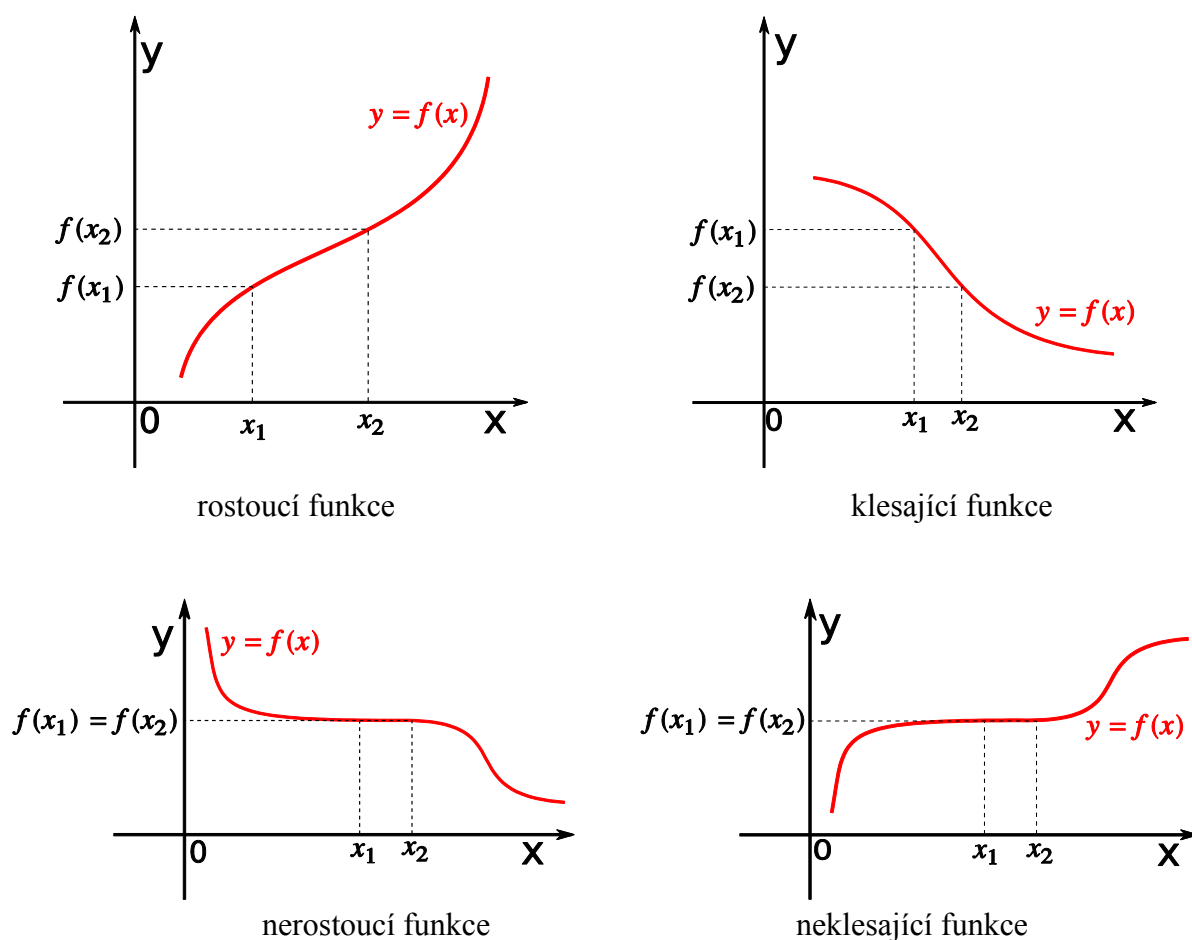 y
y = f(x)
f(x₂)
f(x₁)
0
x₁
x₂
x
rostoucí funkce
y
f(x₁)
f(x₂)
y = f(x)
0
x₁
x₂
x
klesající funkce
y
y = f(x)
f(x₁) = f(x₂)
0
x₁
x₂
x
nerostoucí funkce
y
f(x₁) = f(x₂)
y = f(x)
0
x₁
x₂
x
neklesající funkce